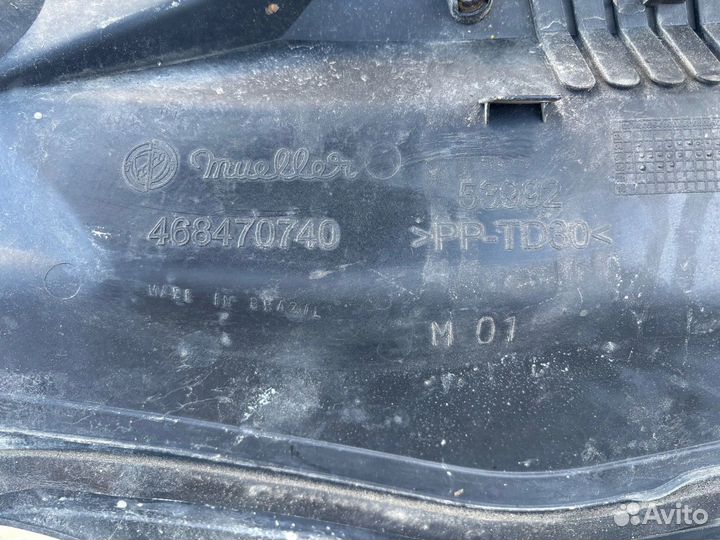 mueller
468470740
MADE IN BRAZIL
53992
>PP-TD30<
M 01
Avito